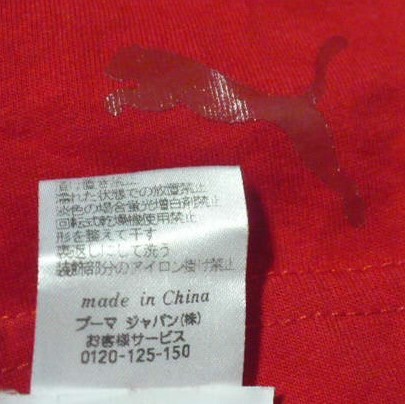 濡れた状態での放置禁止
淡色の場合蛍光増白剤禁止
回転式乾燥機使用禁止
形を整えて干す
裏返しにして洗う
装飾部分のアイロン掛け禁止
made in China
プーマ ジャパン(株)
お客様サービス
0120-125-150